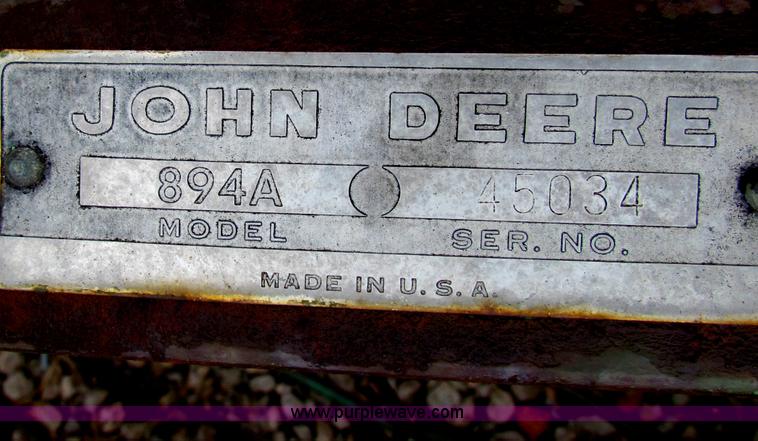 JOHN DEERE
894A 45034
MODEL SER. NO.
MADE IN U.S.A.
www.purplewave.com